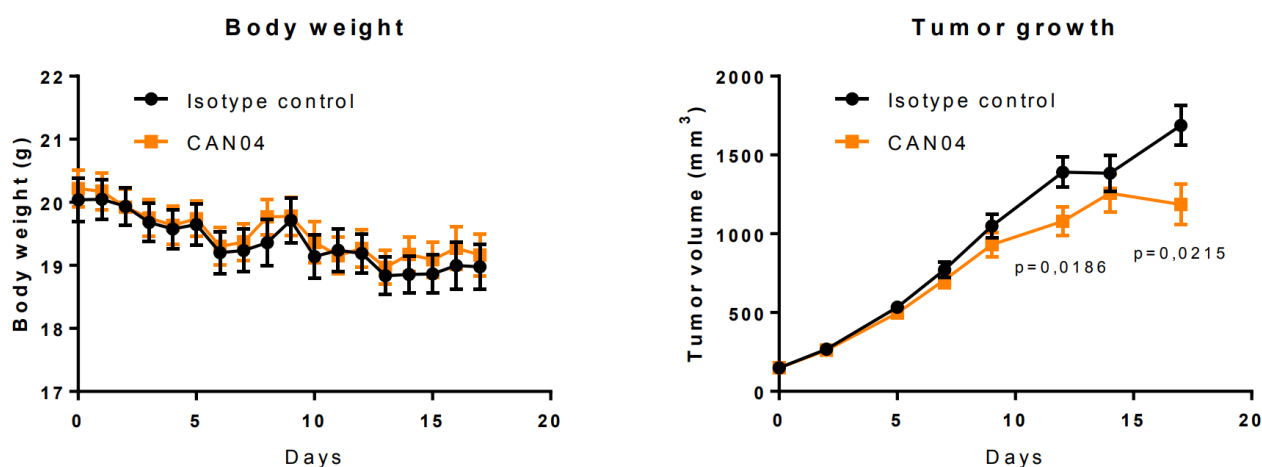 Body weight
22
21
20
19
18
17
Body weight (g)
Isotype control
CAN04
0 5 10 15 20
Days
Tumor growth
2000
1500
1000
500
0
Tumor volume (mm³)
Isotype control
CAN04
p=0,0186
p=0,0215
0 5 10 15 20
Days